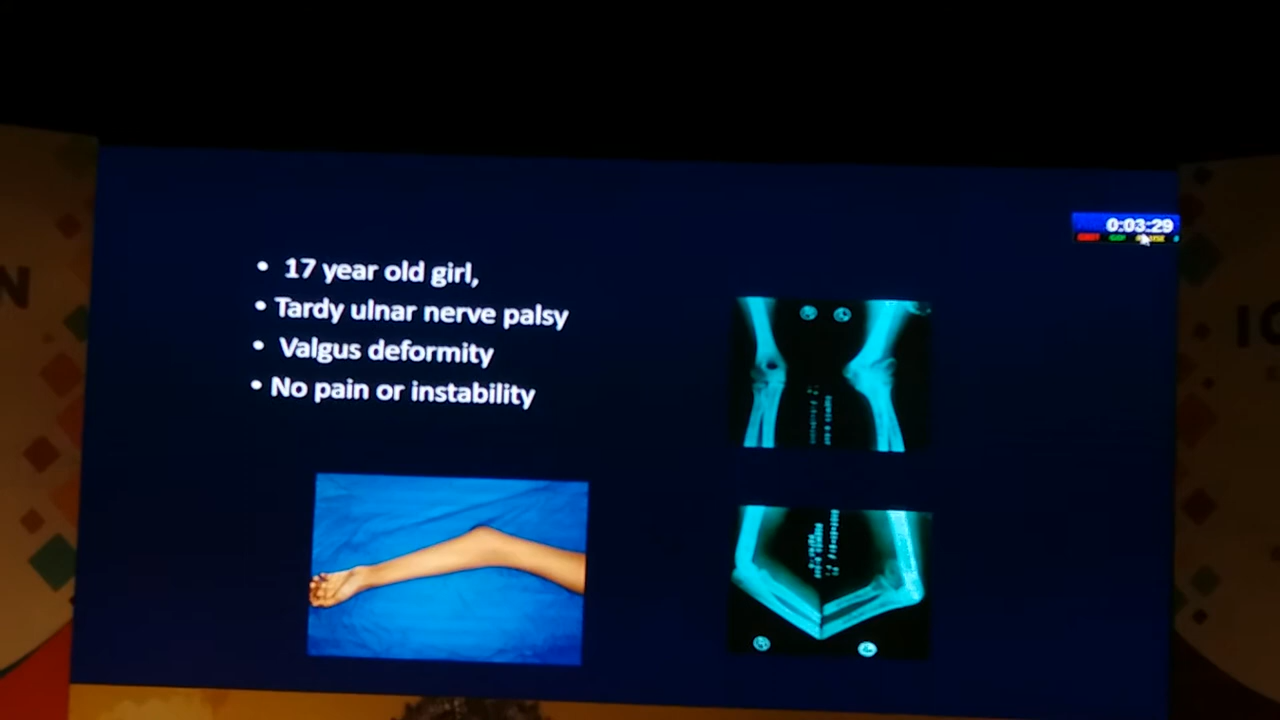 • 17 year old girl,
• Tardy ulnar nerve palsy
• Valgus deformity
• No pain or instability
0:03:29
N